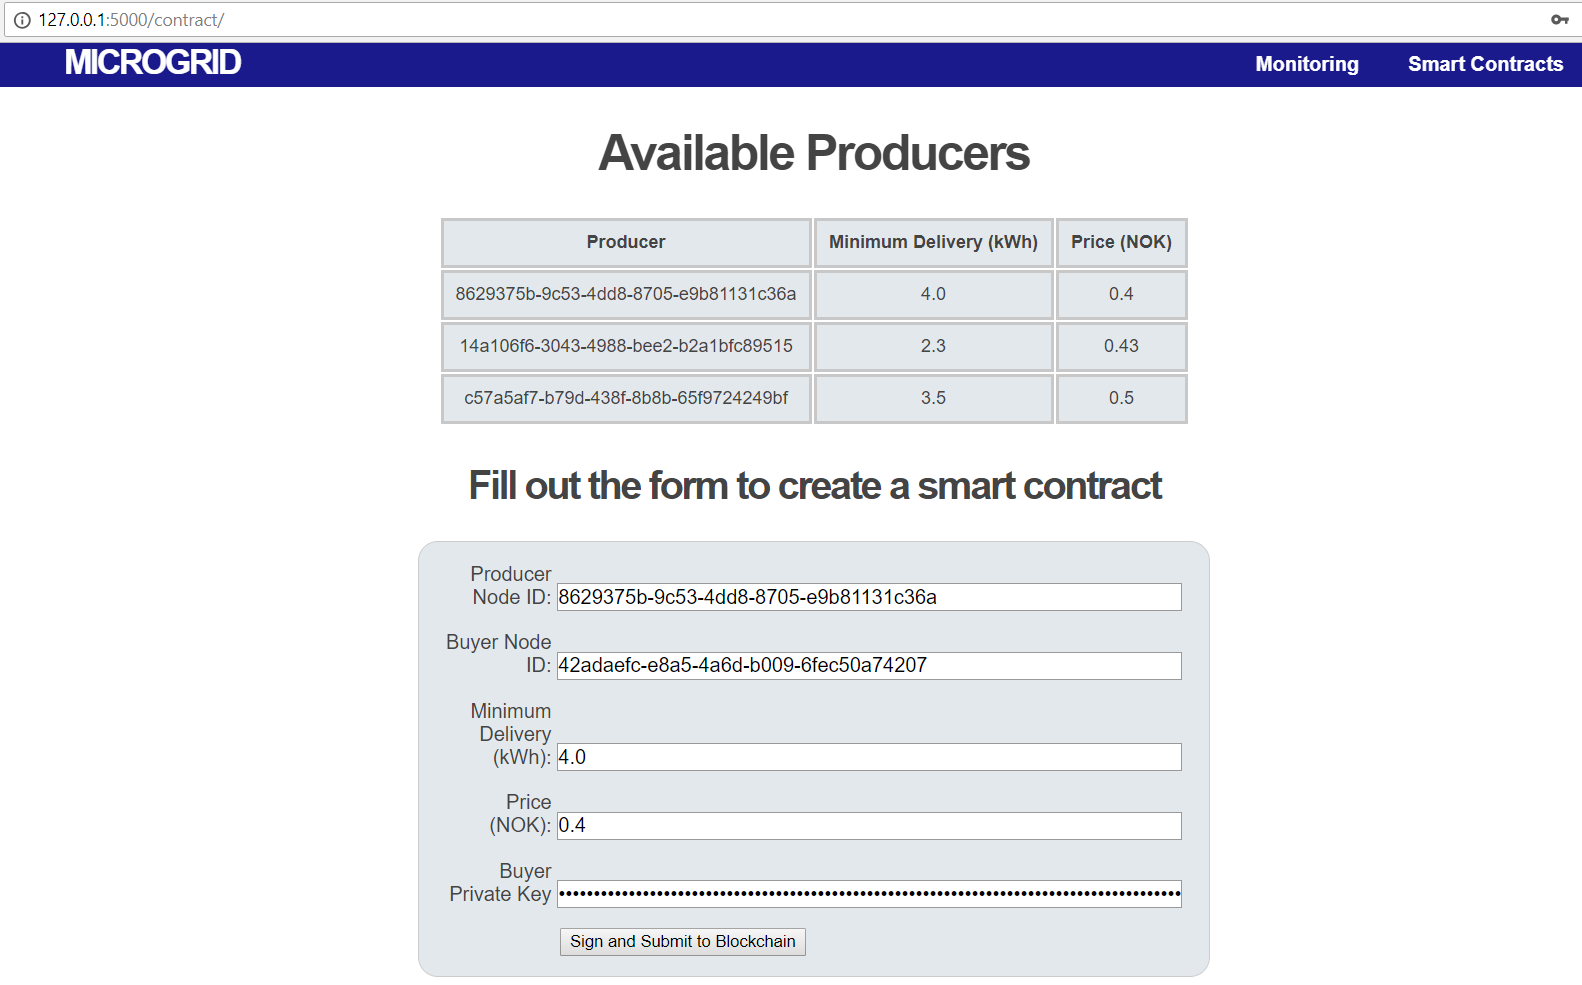 127.0.0.1:5000/contract/
MICROGRID Monitoring Smart Contracts
Available Producers
Producer Minimum Delivery (kWh) Price (NOK)
8629375b-9c53-4dd8-8705-e9b81131c36a 4.0 0.4
14a106f6-3043-4988-bee2-b2a1bfc89515 2.3 0.43
c57a5af7-b79d-438f-8b8b-65f9724249bf 3.5 0.5
Fill out the form to create a smart contract
Producer
Node ID: 8629375b-9c53-4dd8-8705-e9b81131c36a
Buyer Node
ID: 42adaefc-e8a5-4a6d-b009-6fec50a74207
Minimum
Delivery
(kWh): 4.0
Price
(NOK): 0.4
Buyer
Private Key
Sign and Submit to Blockchain